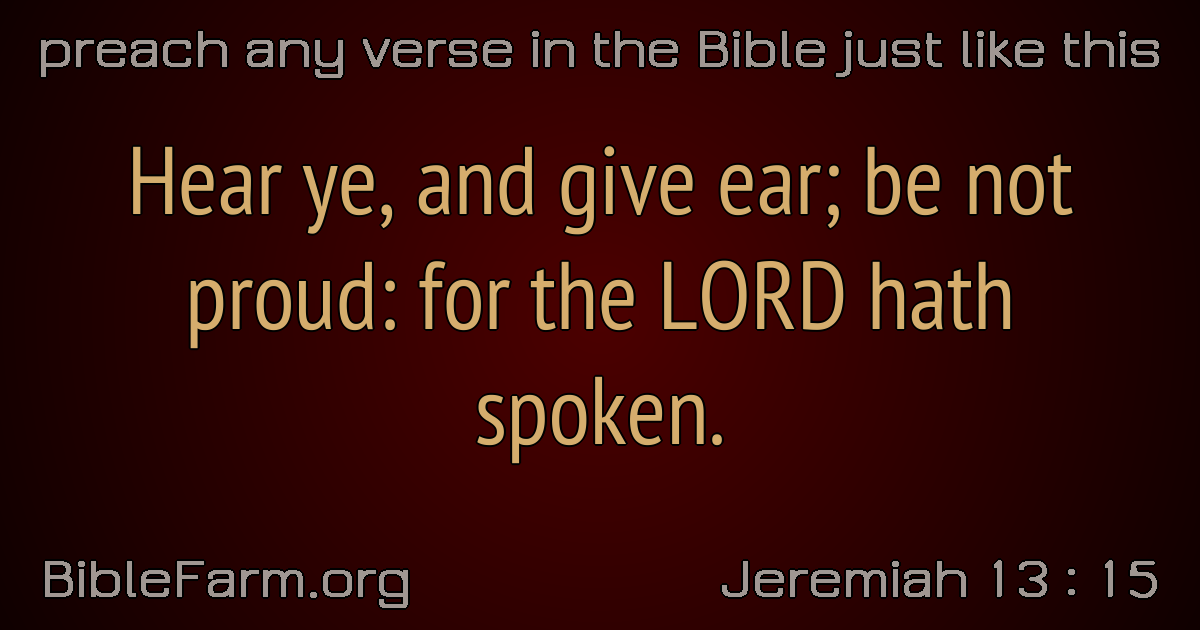 preach any verse in the Bible just like this
Hear ye, and give ear; be not
proud: for the LORD hath
spoken.
BibleFarm.org
Jeremiah 13 : 15